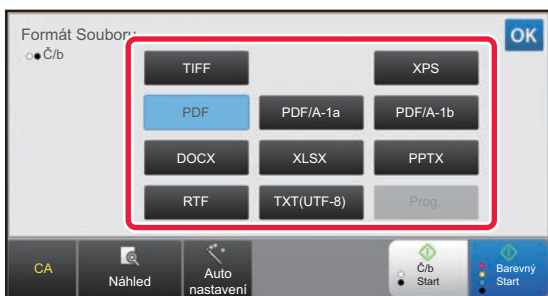 Formát Souboru
Č/b
OK
TIFF
XPS
PDF
PDF/A-1a
PDF/A-1b
DOCX
XLSX
PPTX
RTF
TXT(UTF-8)
Prog.
CA
Náhled
Auto
nastavení
Č/b
Start
Barevný
Start